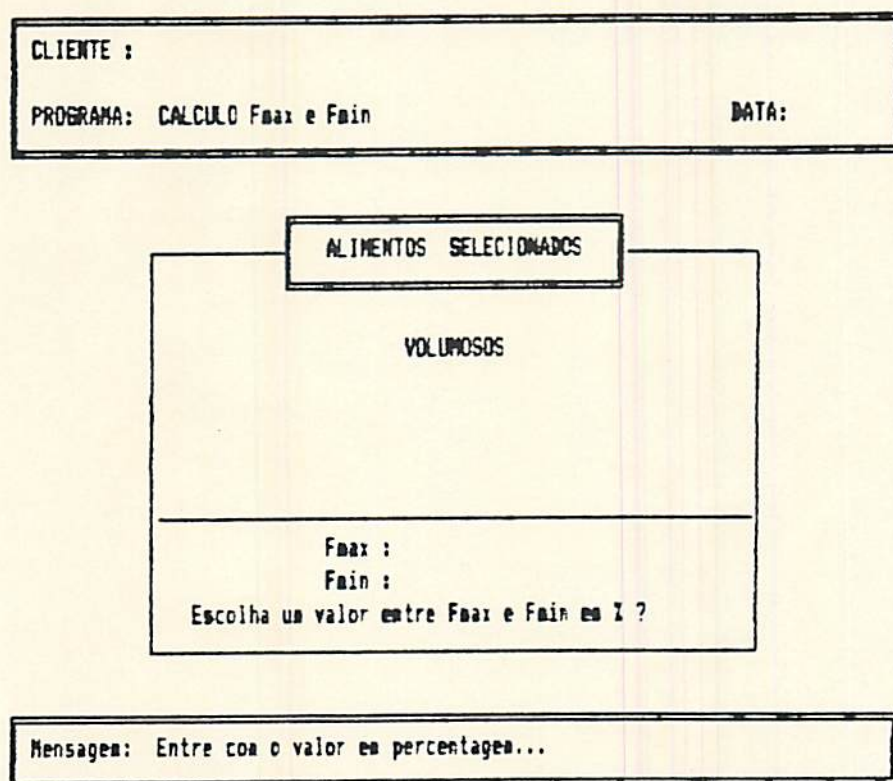 CLIENTE :
PROGRAMA: CALCULO Fmax e Fmin DATA:
ALIMENTOS SELECIONADOS
VOLUMOSOS
Fmax :
Fmin :
Escolha um valor entre Fmax e Fmin em % ?
Mensagem: Entre com o valor em percentagem...